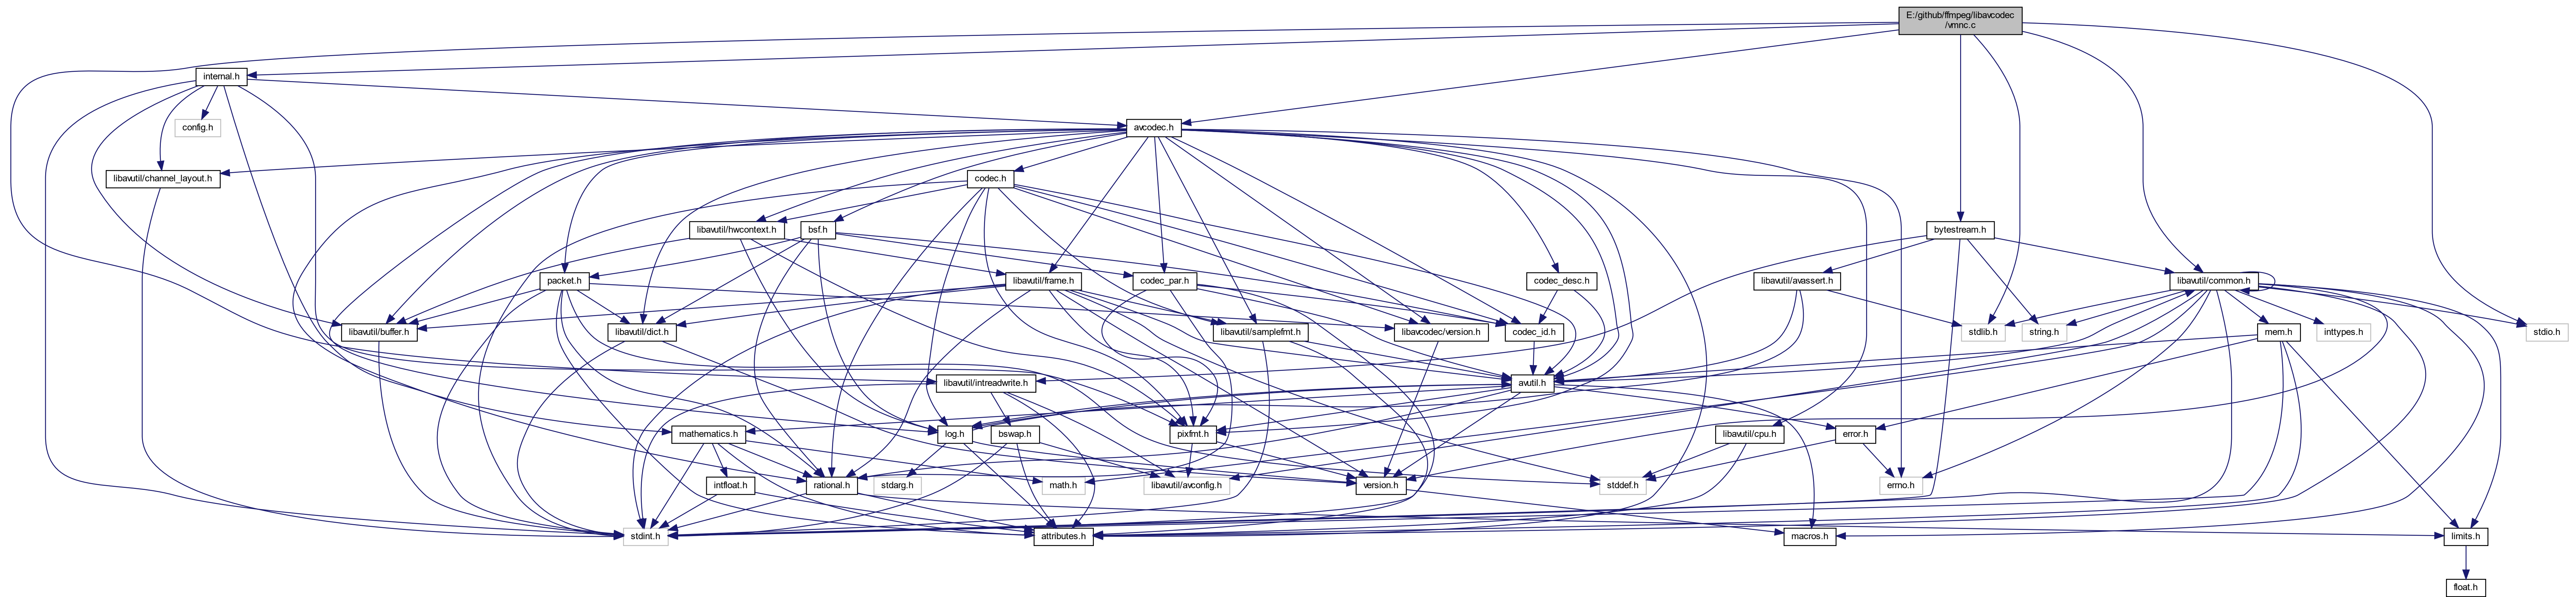 E:/github/ffmpeg/libavcodec
/vmnc.c
internal.h
config.h
avcodec.h
libavutil/channel_layout.h
codec.h
libavutil/hwcontext.h
bsf.h
bytestream.h
packet.h
libavutil/frame.h
codec_par.h
codec_desc.h
libavutil/avassert.h
libavutil/common.h
libavutil/buffer.h
libavutil/dict.h
libavutil/samplefmt.h
libavcodec/version.h
codec_id.h
stdlib.h
string.h
mem.h
inttypes.h
stdio.h
libavutil/intreadwrite.h
avutil.h
mathematics.h
log.h
bswap.h
pixfmt.h
libavutil/cpu.h
error.h
intfloat.h
rational.h
stdarg.h
math.h
libavutil/avconfig.h
version.h
stddef.h
errno.h
stdint.h
attributes.h
macros.h
limits.h
float.h